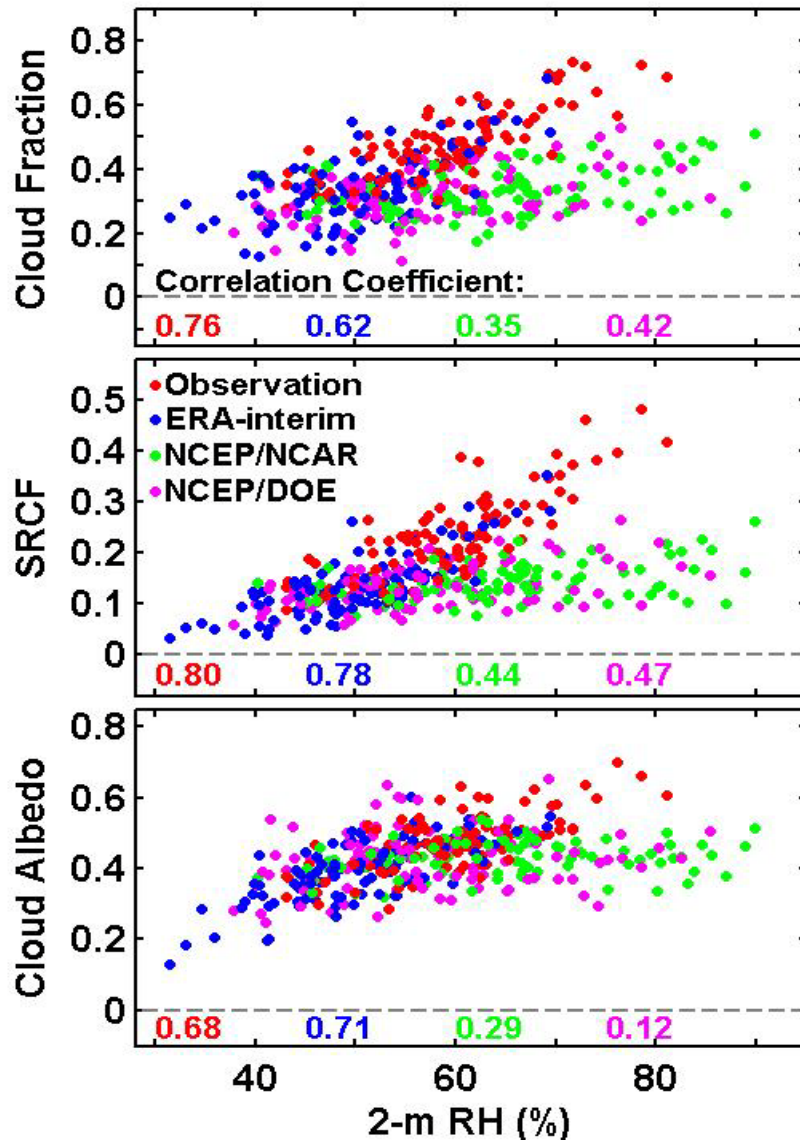 0.8
0.6
0.4
0.2
0
Cloud Fraction
Correlation Coefficient:
0.76 0.62 0.35 0.42
0.5
0.4
0.3
0.2
0.1
0
SRCF
Observation
ERA-interim
NCEP/NCAR
NCEP/DOE
0.80 0.78 0.44 0.47
0.8
0.6
0.4
0.2
0
Cloud Albedo
0.68 0.71 0.29 0.12
40 60 80
2-m RH (%)